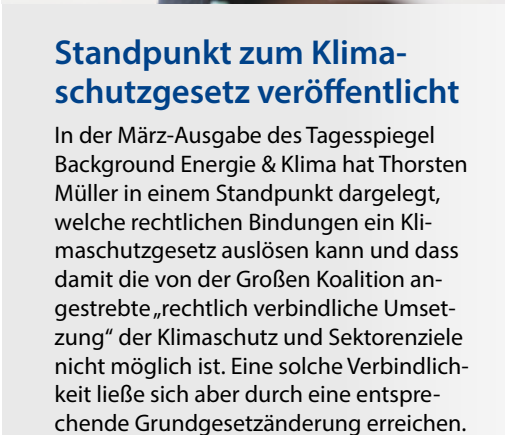 Standpunkt zum Klima-
schutzgesetz veröffentlicht
In der März-Ausgabe des Tagesspiegel
Background Energie & Klima hat Thorsten
Müller in einem Standpunkt dargelegt,
welche rechtlichen Bindungen ein Kli-
maschutzgesetz auslösen kann und dass
damit die von der Großen Koalition an-
gestrebte „rechtlich verbindliche Umset-
zung“ der Klimaschutz und Sektorenziele
nicht möglich ist. Eine solche Verbindlich-
keit ließe sich aber durch eine entspre-
chende Grundgesetzänderung erreichen.